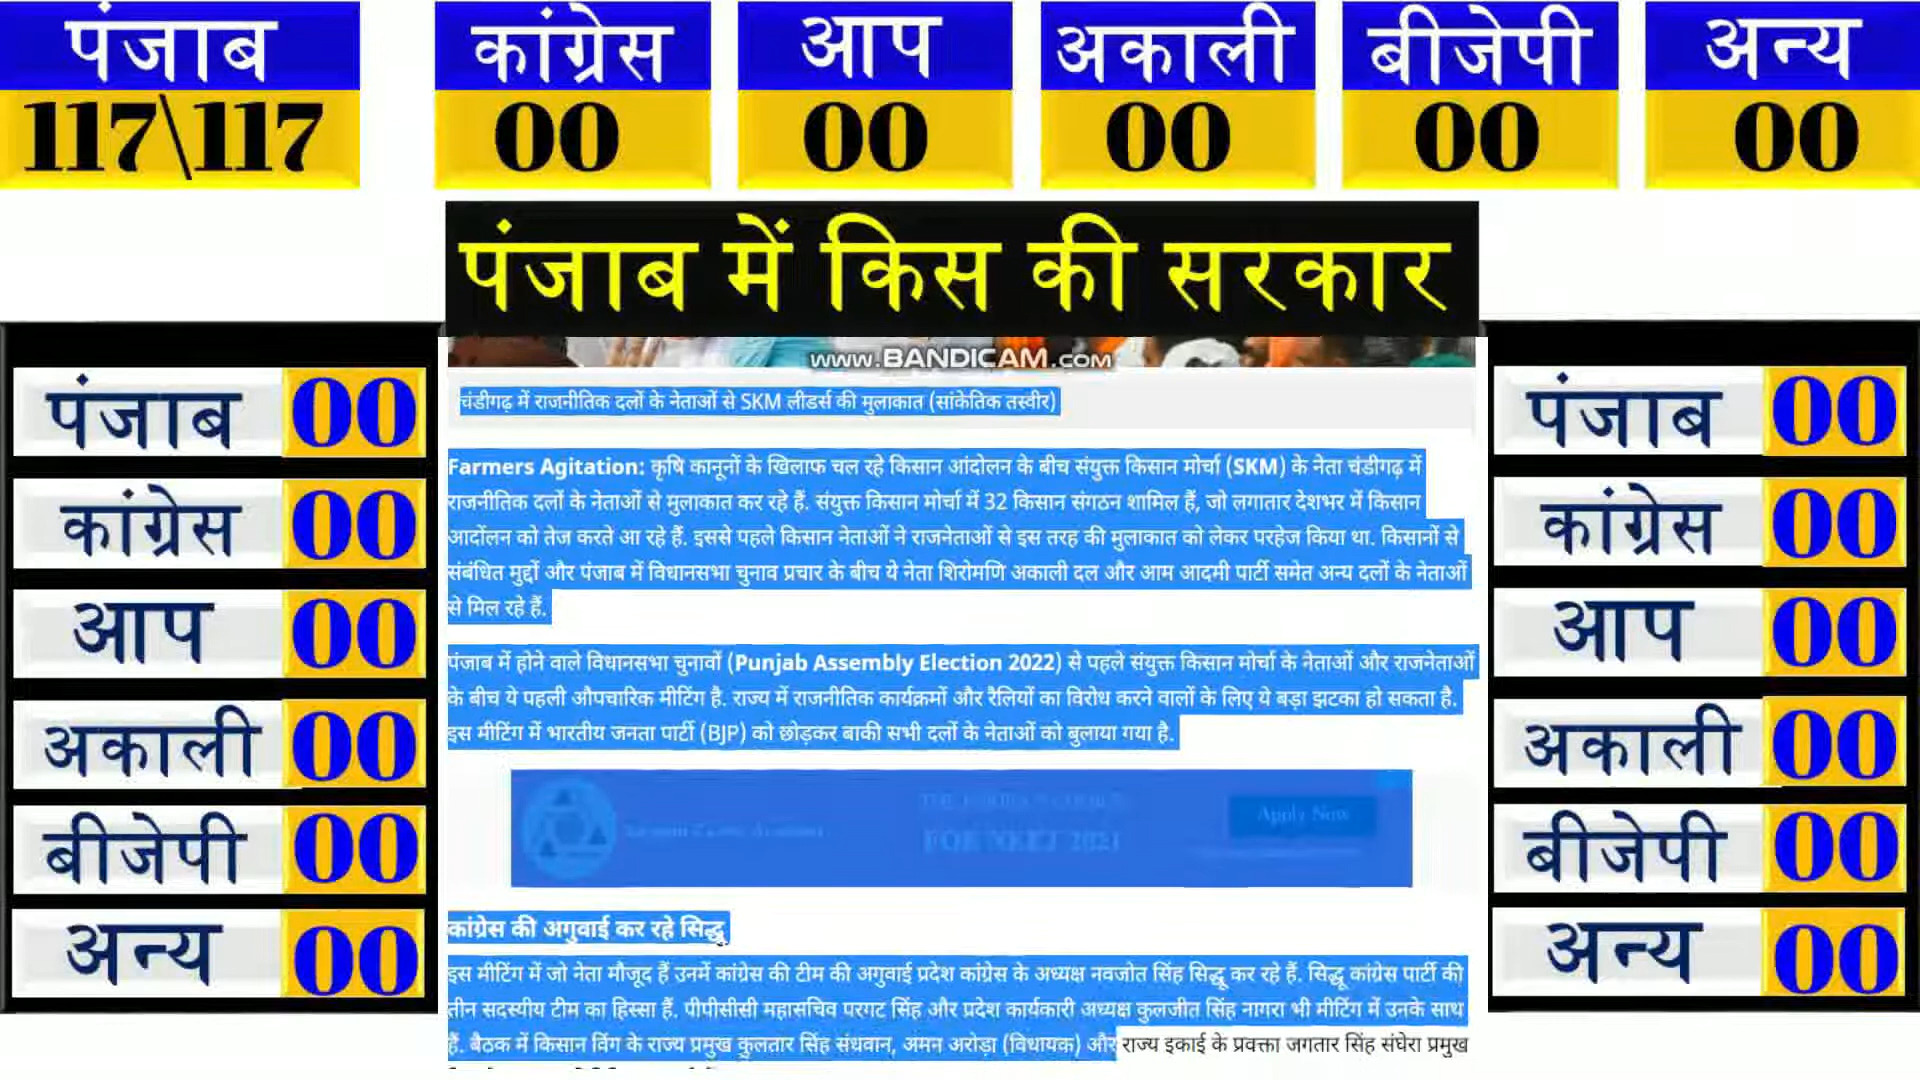 पंजाब
117\117
कांग्रेस
00
आप
00
अकाली
00
बीजेपी
00
अन्य
00
पंजाब में किस की सरकार
www.BANDICAM.com
पंजाब 00
कांग्रेस 00
आप 00
अकाली 00
बीजेपी 00
अन्य 00
चंडीगढ़ में राजनीतिक दलों के नेताओं से SKM लीडर्स की मुलाकात (सांकेतिक तस्वीर)
Farmers Agitation: कृषि कानूनों के खिलाफ चल रहे किसान आंदोलन के बीच संयुक्त किसान मोर्चा (SKM) के नेता चंडीगढ़ में
राजनीतिक दलों के नेताओं से मुलाकात कर रहे हैं. संयुक्त किसान मोर्चा में 32 किसान संगठन शामिल हैं, जो लगातार देशभर में किसान
आदोंलन को तेज करते आ रहे हैं. इससे पहले किसान नेताओं ने राजनेताओं से इस तरह की मुलाकात को लेकर परहेज किया था. किसानों से
संबंधित मुद्दों और पंजाब में विधानसभा चुनाव प्रचार के बीच ये नेता शिरोमणि अकाली दल और आम आदमी पार्टी समेत अन्य दलों के नेताओं
से मिल रहे हैं.
पंजाब में होने वाले विधानसभा चुनावों (Punjab Assembly Election 2022) से पहले संयुक्त किसान मोर्चा के नेताओं और राजनेताओं
के बीच ये पहली औपचारिक मीटिंग है. राज्य में राजनीतिक कार्यक्रमों और रैलियों का विरोध करने वालों के लिए ये बड़ा झटका हो सकता है.
इस मीटिंग में भारतीय जनता पार्टी (BJP) को छोड़कर बाकी सभी दलों के नेताओं को बुलाया गया है.
FOR NEET 2021
Apply Now
कांग्रेस की अगुवाई कर रहे सिद्धू
इस मीटिंग में जो नेता मौजूद हैं उनमें कांग्रेस की टीम की अगुवाई प्रदेश कांग्रेस के अध्यक्ष नवजोत सिंह सिद्धू कर रहे हैं. सिद्धू कांग्रेस पार्टी की
तीन सदस्यीय टीम का हिस्सा हैं. पीपीसीसी महासचिव परगट सिंह और प्रदेश कार्यकारी अध्यक्ष कुलजीत सिंह नागरा भी मीटिंग में उनके साथ
हैं. बैठक में किसान विंग के राज्य प्रमुख कुलतार सिंह संधवान, अमन अरोड़ा (विधायक) और राज्य इकाई के प्रवक्ता जगतार सिंह संघेरा प्रमुख
पंजाब 00
कांग्रेस 00
आप 00
अकाली 00
बीजेपी 00
अन्य 00